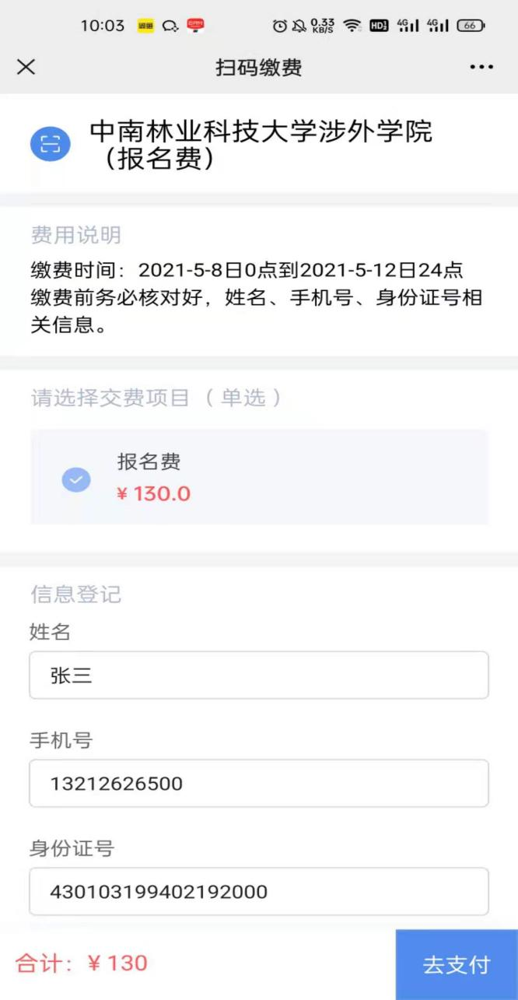 10:03
0.33
KB/S
HD
4G
4G
66
扫码缴费
中南林业科技大学涉外学院
（报名费）
费用说明
缴费时间：2021-5-8日0点到2021-5-12日24点
缴费前务必核对好，姓名、手机号、身份证号相
关信息。
请选择交费项目（单选）
报名费
¥ 130.0
信息登记
姓名
张三
手机号
13212626500
身份证号
430103199402192000
合计：¥ 130
去支付